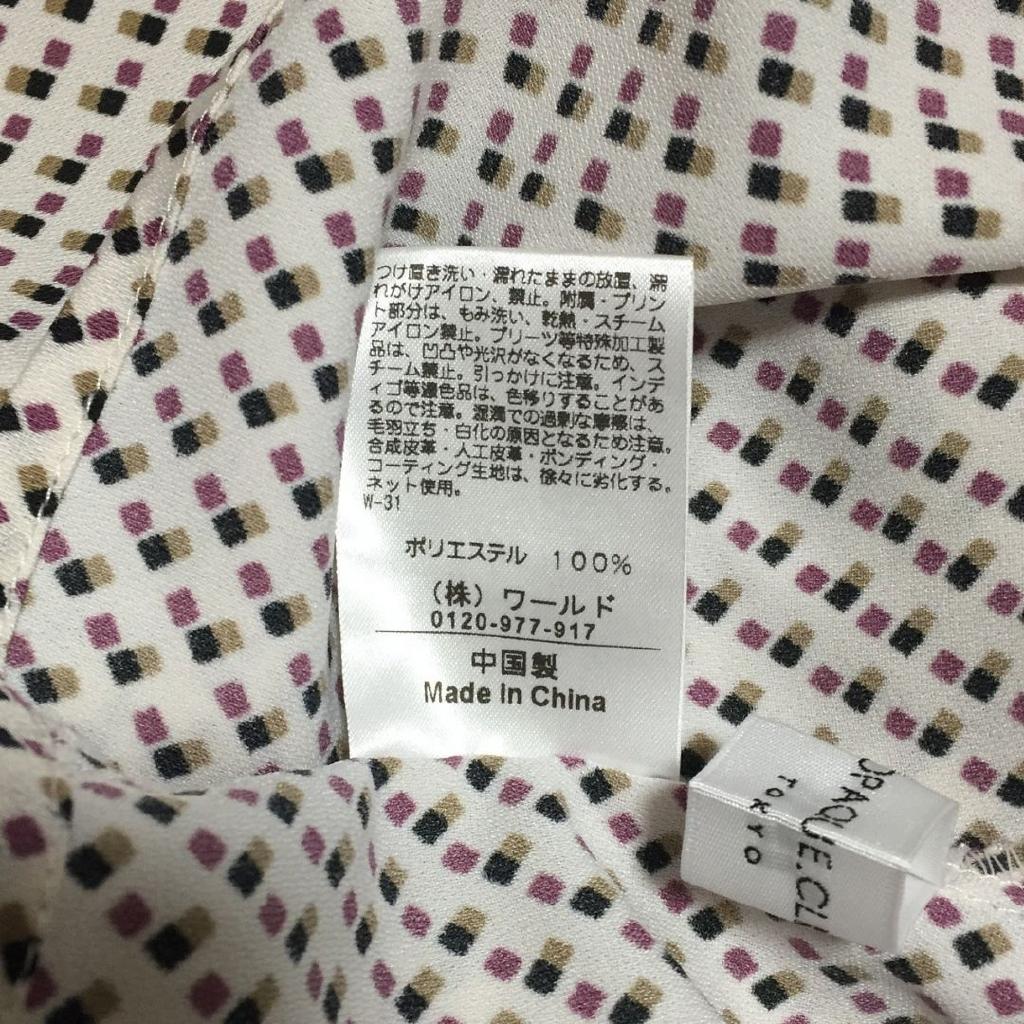 つけ置き洗い・濡れたままの放置、濡
れがけアイロン、禁止。附属・プリン
ト部分は、もみ洗い、乾熱・スチーム
アイロン禁止。プリーツ等特殊加工製
品は、凹凸や光沢がなくなるため、ス
チーム禁止。引っかけに注意。インデ
ィゴ等濃色品は、色移りすることがあ
るので注意。湿潤での過剰な摩擦は、
毛羽立ち・白化の原因となるため注意。
合成皮革・人工皮革・ボンディング・
コーティング生地は、徐々に劣化する。
ネット使用。
W-31
ポリエステル 100%
(株)ワールド
0120-977-917
中国製
Made In China
OPAQUE.CL
TOKYO